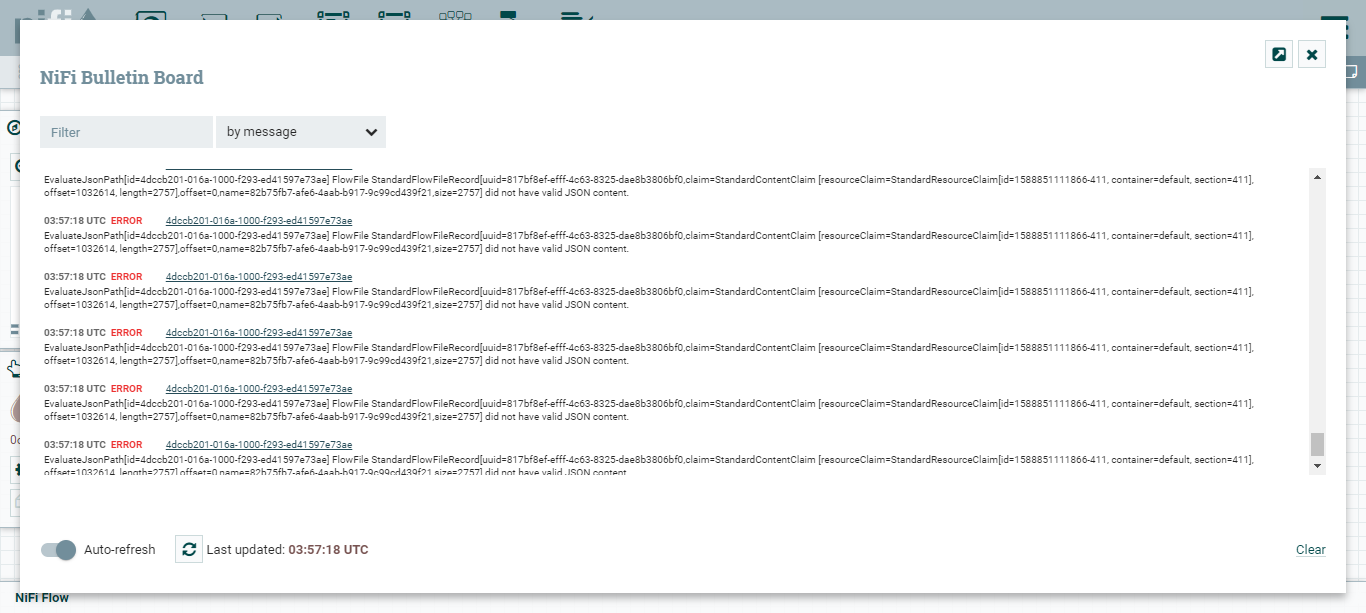 nifi
NiFi Bulletin Board
Filter
by message
EvaluateJsonPath[id=4dccb201-016a-1000-f293-ed41597e73ae] FlowFile StandardFlowFileRecord[uuid=817bf8ef-efff-4c63-8325-dae8b3806bf0,claim=StandardContentClaim [resourceClaim=StandardResourceClaim[id=1588851111866-411, container=default, section=411],
offset=1032614, length=2757],offset=0,name=82b75fb7-afe6-4aab-b917-9c99cd439f21,size=2757] did not have valid JSON content.
03:57:18 UTC ERROR 4dccb201-016a-1000-f293-ed41597e73ae
EvaluateJsonPath[id=4dccb201-016a-1000-f293-ed41597e73ae] FlowFile StandardFlowFileRecord[uuid=817bf8ef-efff-4c63-8325-dae8b3806bf0,claim=StandardContentClaim [resourceClaim=StandardResourceClaim[id=1588851111866-411, container=default, section=411],
offset=1032614, length=2757],offset=0,name=82b75fb7-afe6-4aab-b917-9c99cd439f21,size=2757] did not have valid JSON content.
03:57:18 UTC ERROR 4dccb201-016a-1000-f293-ed41597e73ae
EvaluateJsonPath[id=4dccb201-016a-1000-f293-ed41597e73ae] FlowFile StandardFlowFileRecord[uuid=817bf8ef-efff-4c63-8325-dae8b3806bf0,claim=StandardContentClaim [resourceClaim=StandardResourceClaim[id=1588851111866-411, container=default, section=411],
offset=1032614, length=2757],offset=0,name=82b75fb7-afe6-4aab-b917-9c99cd439f21,size=2757] did not have valid JSON content.
03:57:18 UTC ERROR 4dccb201-016a-1000-f293-ed41597e73ae
EvaluateJsonPath[id=4dccb201-016a-1000-f293-ed41597e73ae] FlowFile StandardFlowFileRecord[uuid=817bf8ef-efff-4c63-8325-dae8b3806bf0,claim=StandardContentClaim [resourceClaim=StandardResourceClaim[id=1588851111866-411, container=default, section=411],
offset=1032614, length=2757],offset=0,name=82b75fb7-afe6-4aab-b917-9c99cd439f21,size=2757] did not have valid JSON content.
03:57:18 UTC ERROR 4dccb201-016a-1000-f293-ed41597e73ae
EvaluateJsonPath[id=4dccb201-016a-1000-f293-ed41597e73ae] FlowFile StandardFlowFileRecord[uuid=817bf8ef-efff-4c63-8325-dae8b3806bf0,claim=StandardContentClaim [resourceClaim=StandardResourceClaim[id=1588851111866-411, container=default, section=411],
offset=1032614, length=2757],offset=0,name=82b75fb7-afe6-4aab-b917-9c99cd439f21,size=2757] did not have valid JSON content.
03:57:18 UTC ERROR 4dccb201-016a-1000-f293-ed41597e73ae
EvaluateJsonPath[id=4dccb201-016a-1000-f293-ed41597e73ae] FlowFile StandardFlowFileRecord[uuid=817bf8ef-efff-4c63-8325-dae8b3806bf0,claim=StandardContentClaim [resourceClaim=StandardResourceClaim[id=1588851111866-411, container=default, section=411],
offset=1032614, length=2757],offset=0,name=82b75fb7-afe6-4aab-b917-9c99cd439f21,size=2757] did not have valid JSON content.
Auto-refresh
Last updated: 03:57:18 UTC
Clear
NiFi Flow